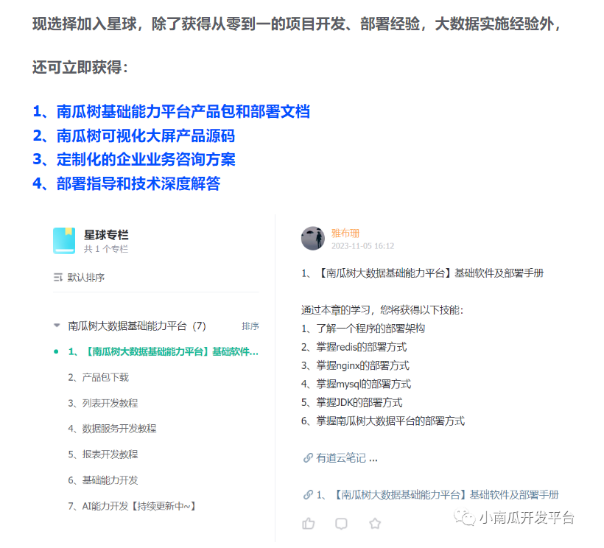 现选择加入星球，除了获得从零到一的项目开发、部署经验，大数据实施经验外，
还可立即获得：
1、南瓜树基础能力平台产品包和部署文档
2、南瓜树可视化大屏产品源码
3、定制化的企业业务咨询方案
4、部署指导和技术深度解答
星球专栏
共 1 个专栏
默认排序
南瓜树大数据基础能力平台（7）
排序
1、【南瓜树大数据基础能力平台】基础软件...
2、产品包下载
3、列表开发教程
4、数据服务开发教程
5、报表开发教程
6、基础能力开发
7、AI能力开发【持续更新中~】
雅布珊
2023-11-05 16:12
1、【南瓜树大数据基础能力平台】基础软件及部署手册
通过本章的学习，您将获得以下技能：
1、了解一个程序的部署架构
2、掌握redis的部署方式
3、掌握nginx的部署方式
4、掌握mysql的部署方式
5、掌握JDK的部署方式
6、掌握南瓜树大数据平台的部署方式
有道云笔记 ...
1、【南瓜树大数据基础能力平台】基础软件及部署手册
小南瓜开发平台